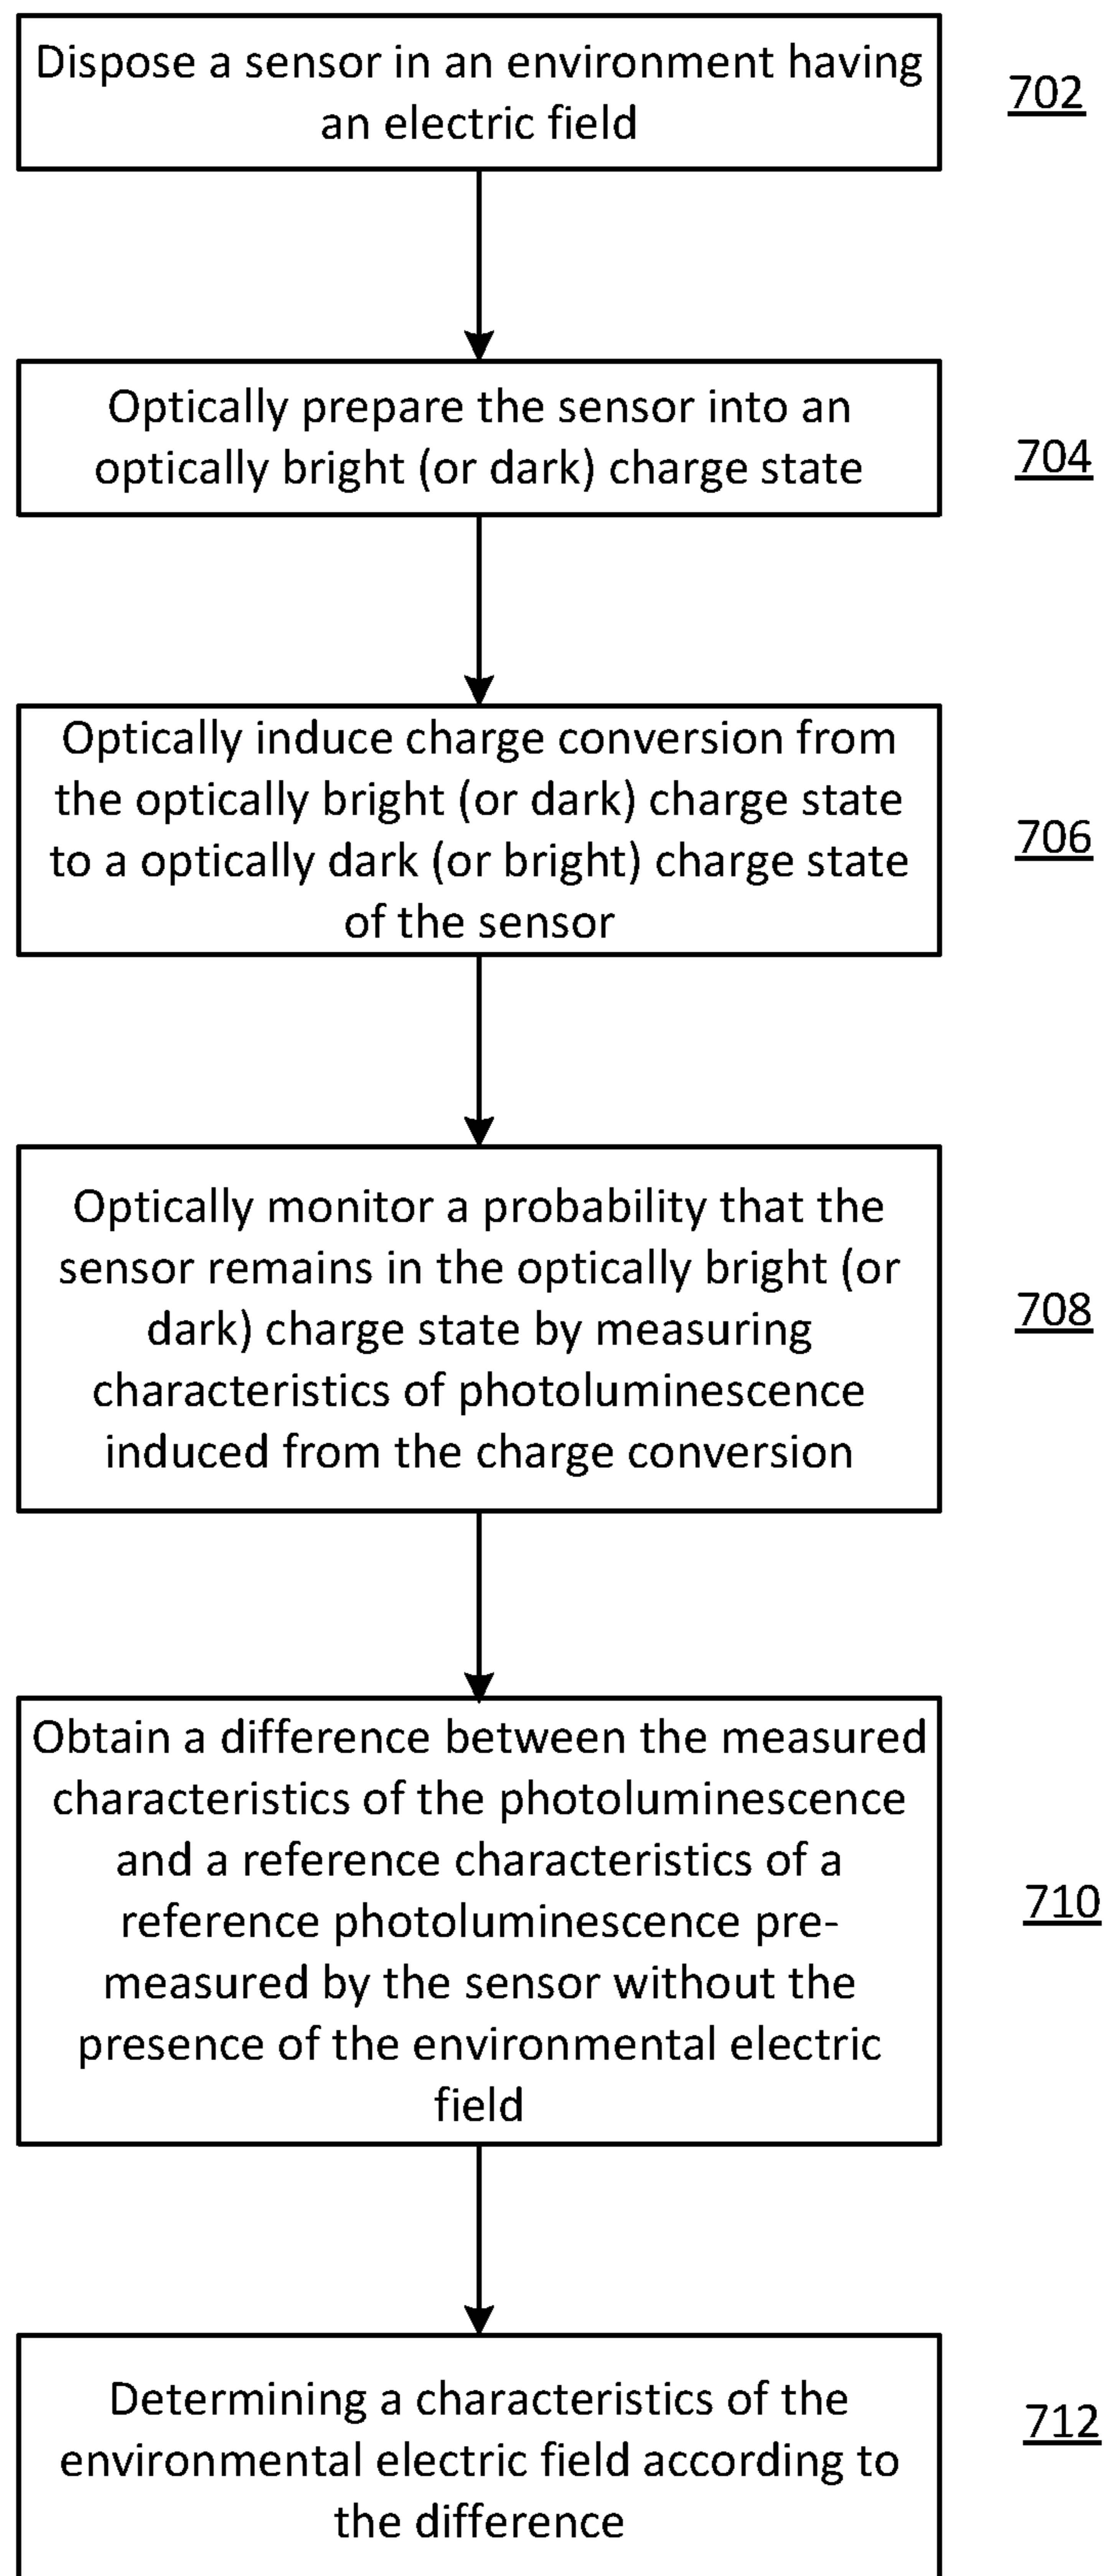 Dispose a sensor in an environment having
an electric field
702
Optically prepare the sensor into an
optically bright (or dark) charge state
704
Optically induce charge conversion from
the optically bright (or dark) charge state
to a optically dark (or bright) charge state
of the sensor
706
Optically monitor a probability that the
sensor remains in the optically bright (or
dark) charge state by measuring
characteristics of photoluminescence
induced from the charge conversion
708
Obtain a difference between the measured
characteristics of the photoluminescence
and a reference characteristics of a
reference photoluminescence pre-
measured by the sensor without the
presence of the environmental electric
field
710
Determining a characteristics of the
environmental electric field according to
the difference
712